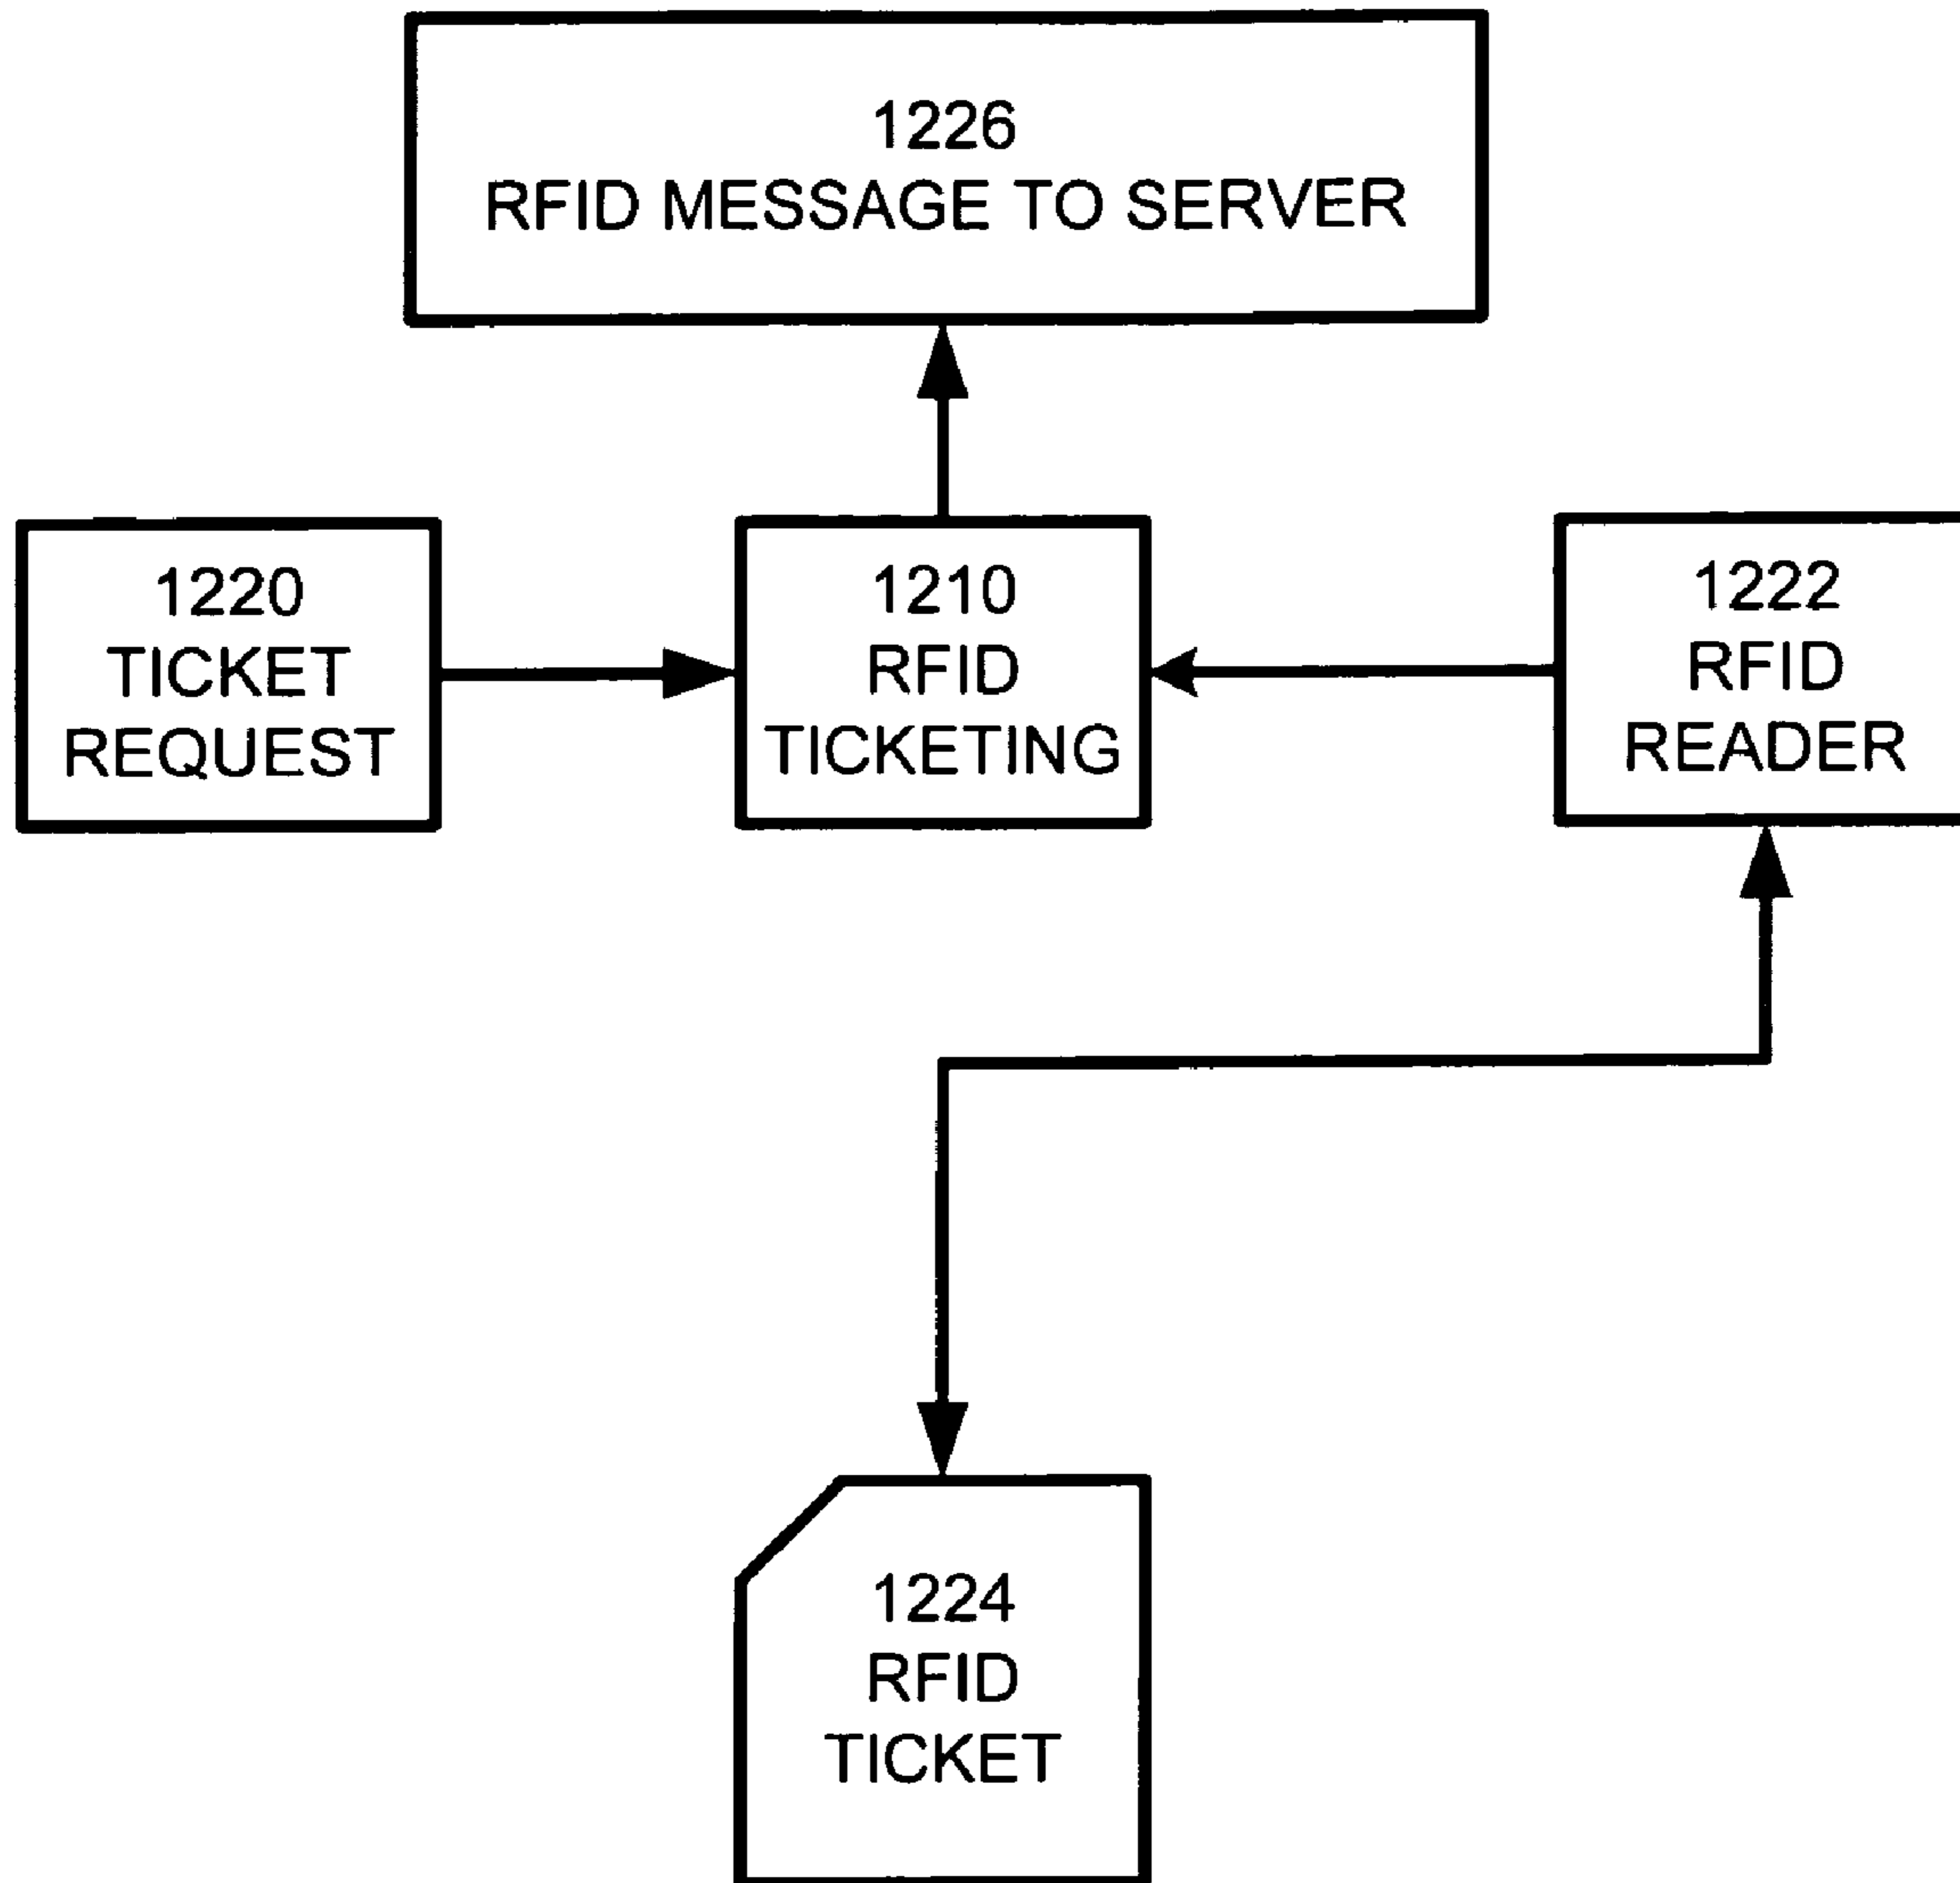 1226
RFID MESSAGE TO SERVER
1220
TICKET
REQUEST
1210
RFID
TICKETING
1222
RFID
READER
1224
RFID
TICKET